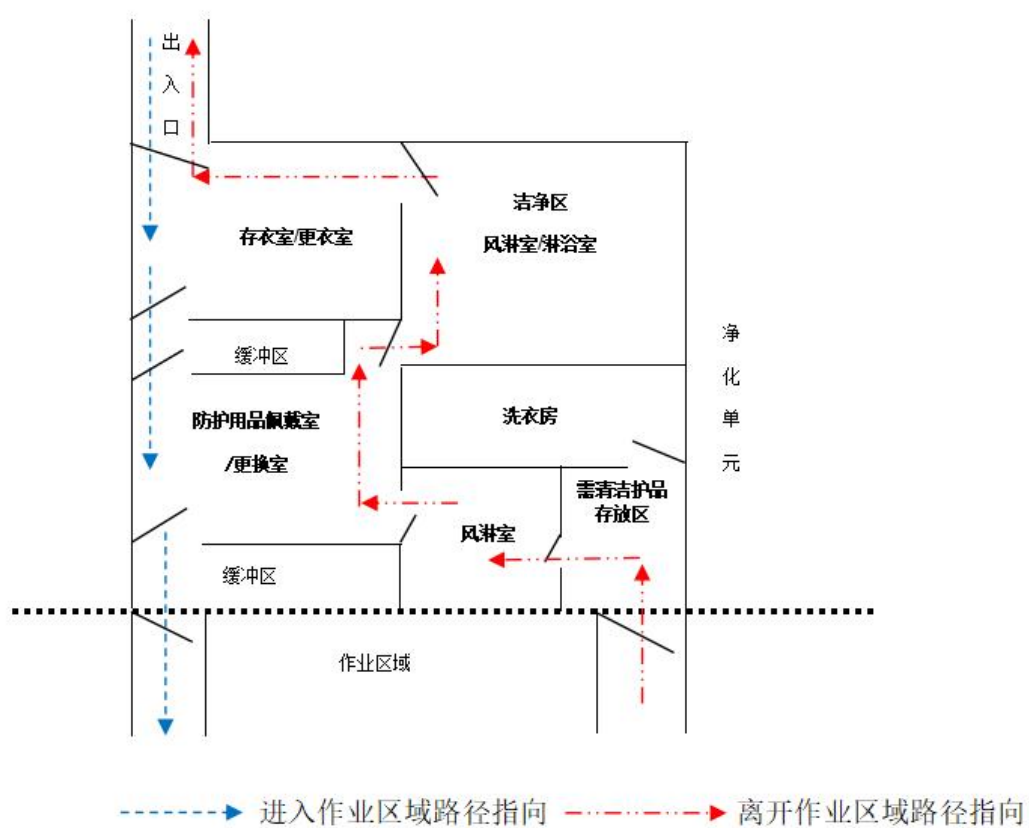 出
入
口
洁净区
存衣室/更衣室
风淋室/淋浴室
缓冲区
净
化
单
元
防护用品佩戴室
/更换室
洗衣房
需清洁护品
存放区
风淋室
缓冲区
作业区域
进入作业区域路径指向
离开作业区域路径指向